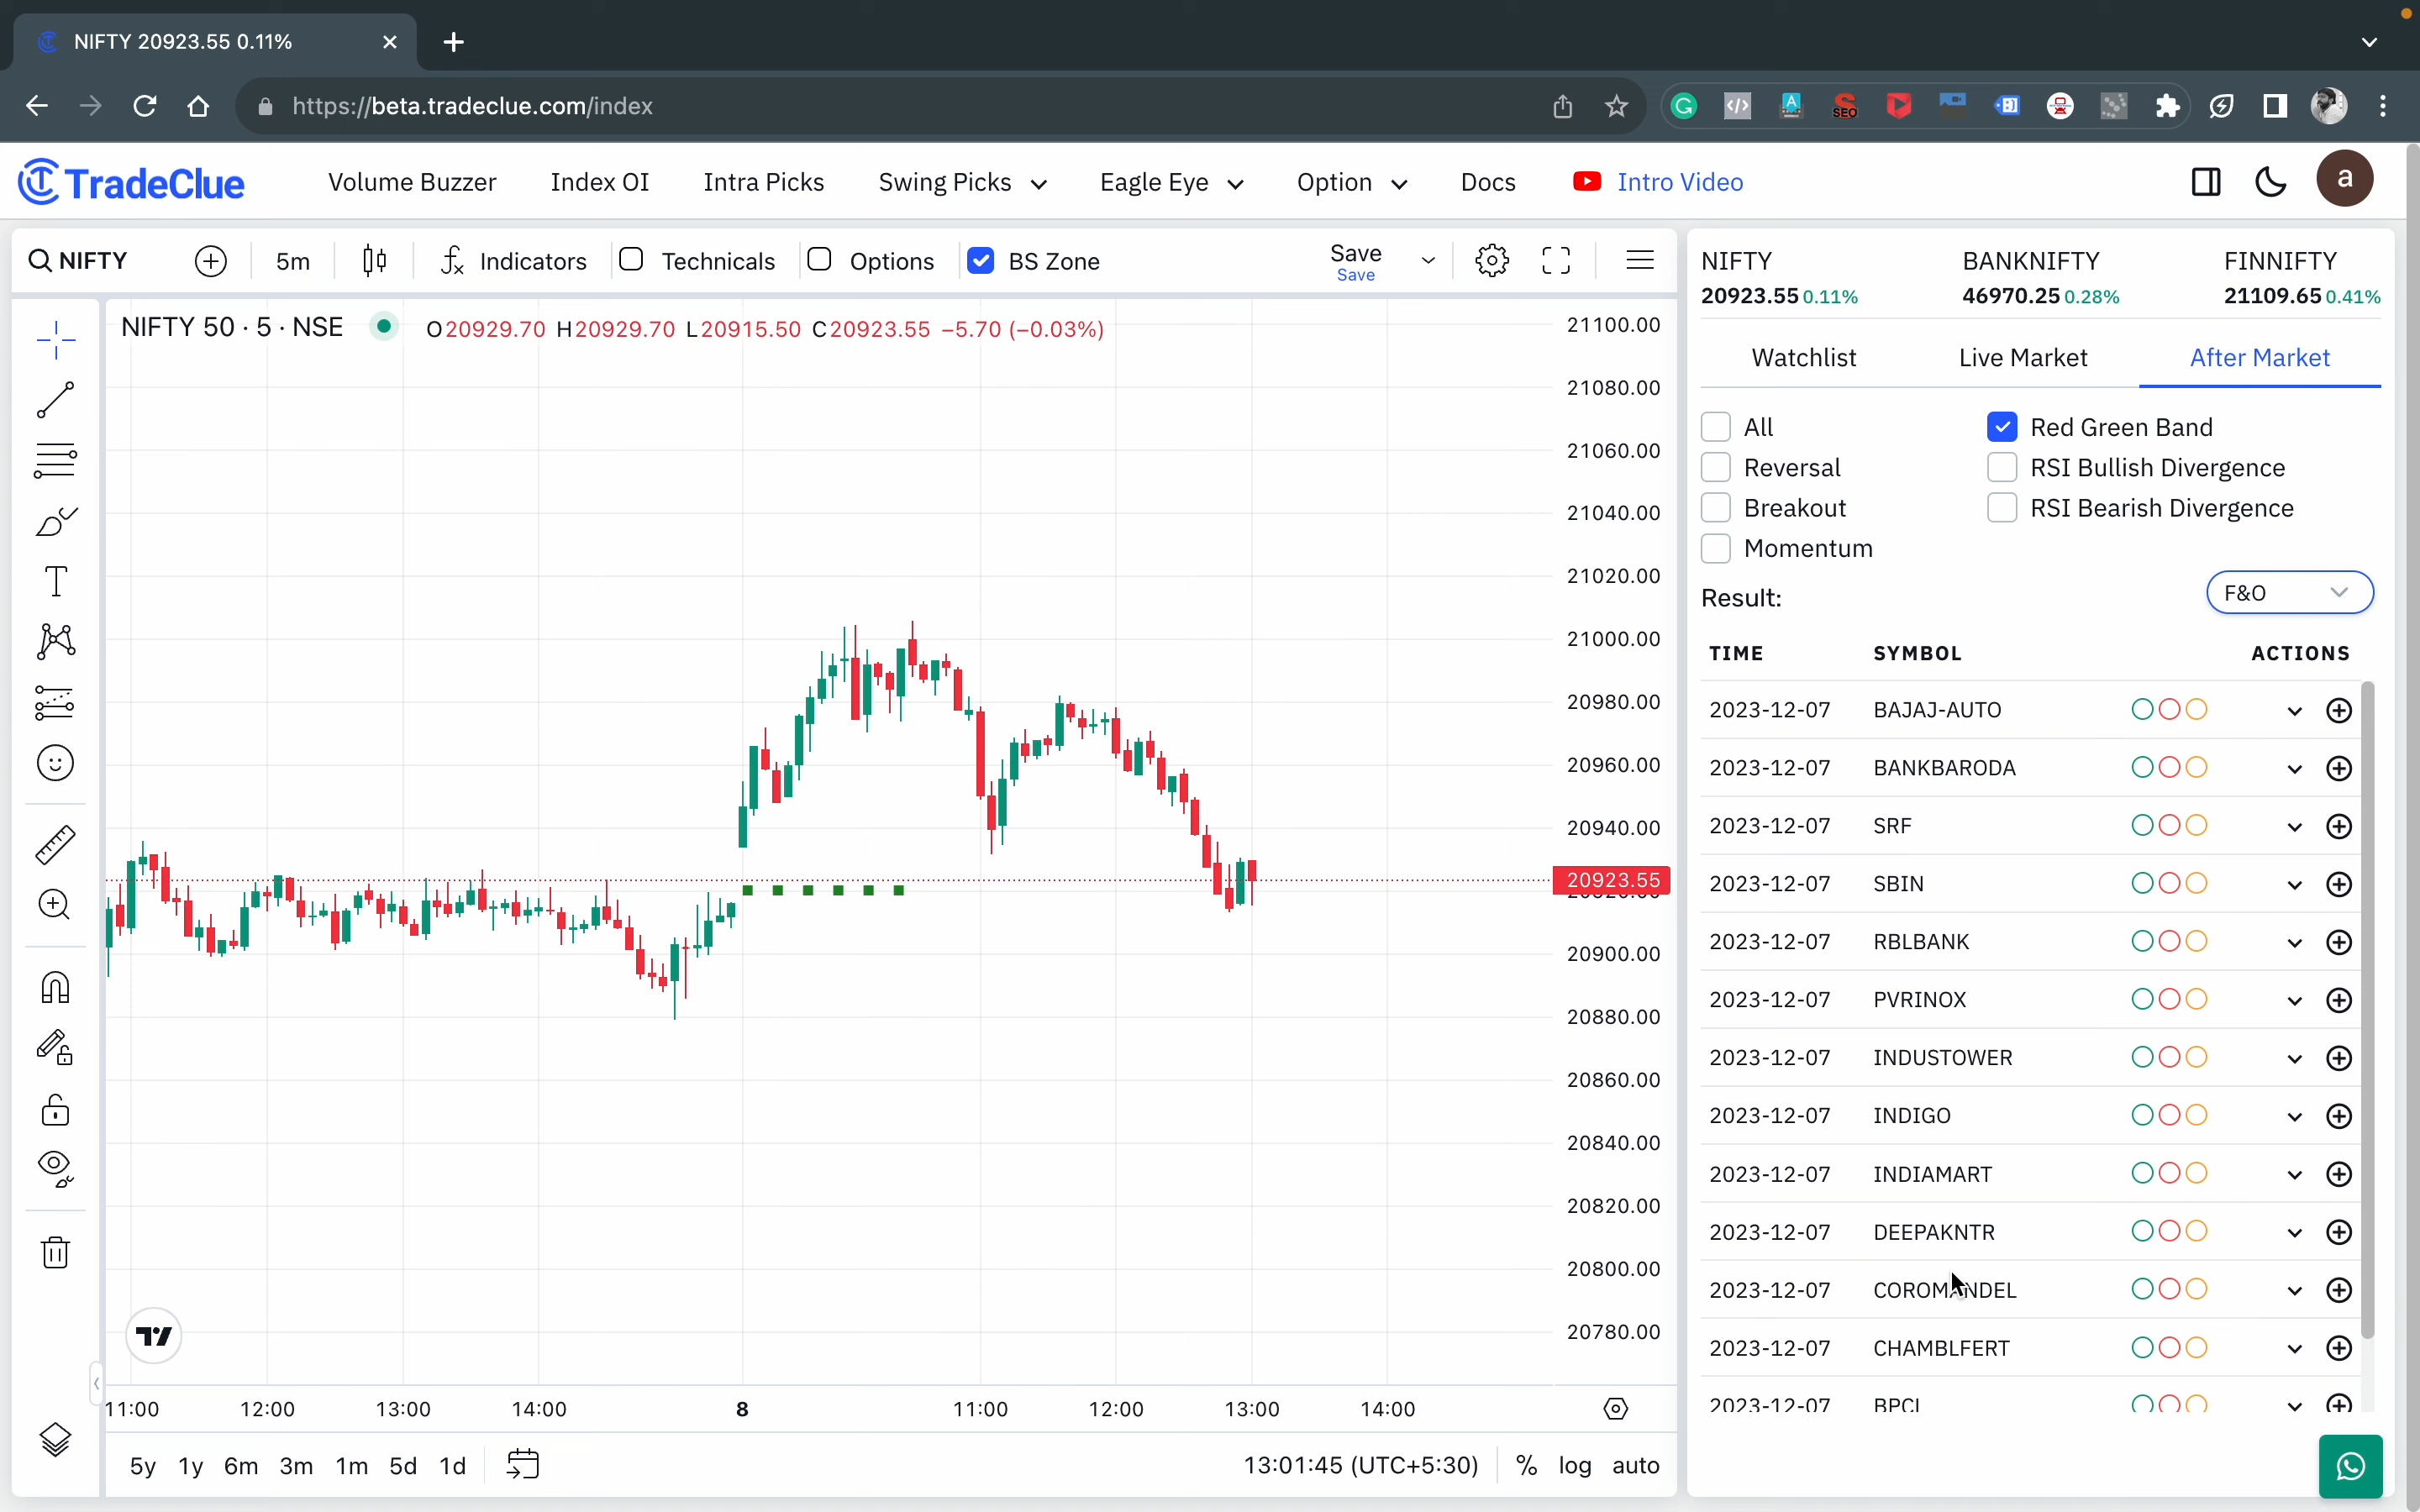 NIFTY 20923.55 0.11%
https://beta.tradeclue.com/index
TradeClue
Volume Buzzer
Index OI
Intra Picks
Swing Picks
Eagle Eye
Option
Docs
Intro Video
a
NIFTY
5m
Indicators
Technicals
Options
BS Zone
Save
Save
NIFTY 50 · 5 · NSE
O20929.70 H20929.70 L20915.50 C20923.55 −5.70 (−0.03%)
21100.00
21080.00
21060.00
21040.00
21020.00
21000.00
20980.00
20960.00
20940.00
20923.55
20900.00
20880.00
20860.00
20840.00
20820.00
20800.00
20780.00
11:00 12:00 13:00 14:00 8 11:00 12:00 13:00 14:00
5y 1y 6m 3m 1m 5d 1d
13:01:45 (UTC+5:30)
% log auto
NIFTY
20923.55 0.11%
BANKNIFTY
46970.25 0.28%
FINNIFTY
21109.65 0.41%
Watchlist Live Market After Market
All
Reversal
Breakout
Momentum
Red Green Band
RSI Bullish Divergence
RSI Bearish Divergence
Result:
F&O
TIME SYMBOL ACTIONS
2023-12-07 BAJAJ-AUTO
2023-12-07 BANKBARODA
2023-12-07 SRF
2023-12-07 SBIN
2023-12-07 RBLBANK
2023-12-07 PVRINOX
2023-12-07 INDUSTOWER
2023-12-07 INDIGO
2023-12-07 INDIAMART
2023-12-07 DEEPAKNTR
2023-12-07 COROMANDEL
2023-12-07 CHAMBLFERT
2023-12-07 BPCL